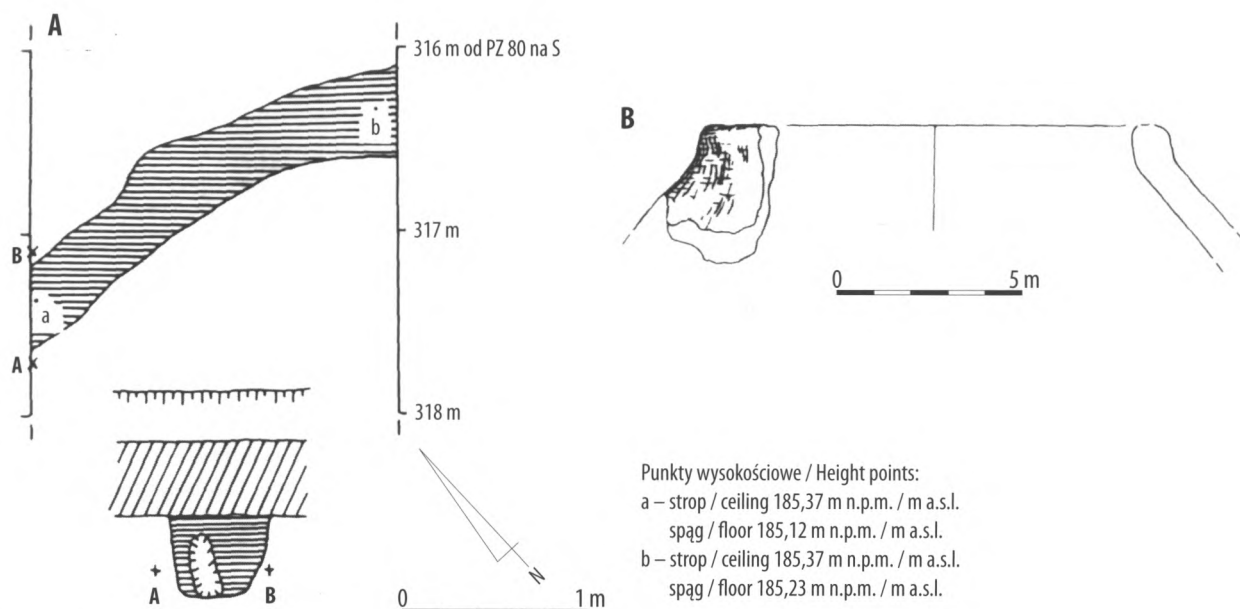 A
316 m od PZ 80 na S
b
317 m
B
a
A
318 m
A
B
N
0 1 m
B
0 5 m
Punkty wysokościowe / Height points:
a – strop / ceiling 185,37 m n.p.m. / m a.s.l.
spąg / floor 185,12 m n.p.m. / m a.s.l.
b – strop / ceiling 185,37 m n.p.m. / m a.s.l.
spąg / floor 185,23 m n.p.m. / m a.s.l.